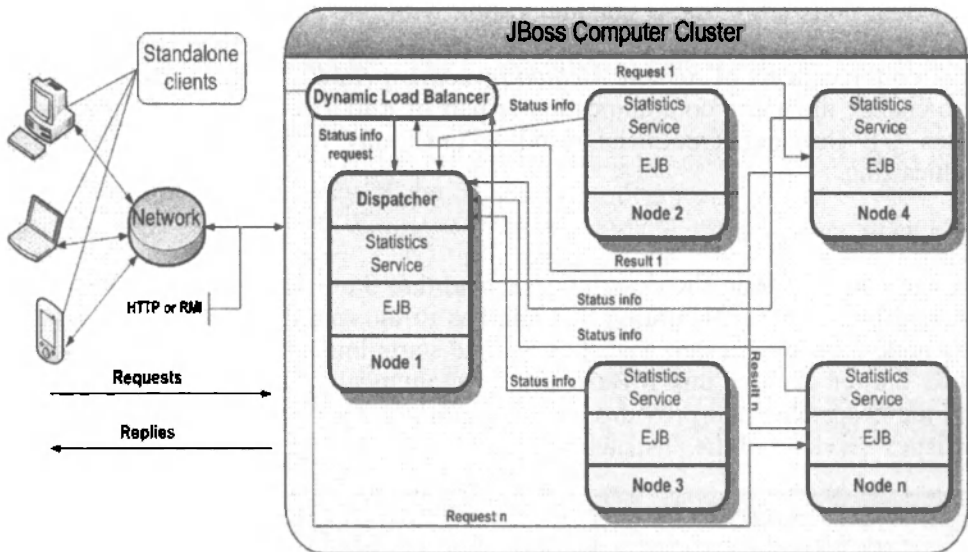 JBoss Computer Cluster
Standalone
clients
Network
HTTP or RMI
Requests
Replies
Dynamic Load Balancer
Request 1
Status info
Status info
request
Dispatcher
Statistics
Service
EJB
Node 1
Statistics
Service
EJB
Node 2
Statistics
Service
EJB
Node 4
Result 1
Status info
Status info
Status info
Result n
Statistics
Service
EJB
Node 3
Statistics
Service
EJB
Node n
Request n